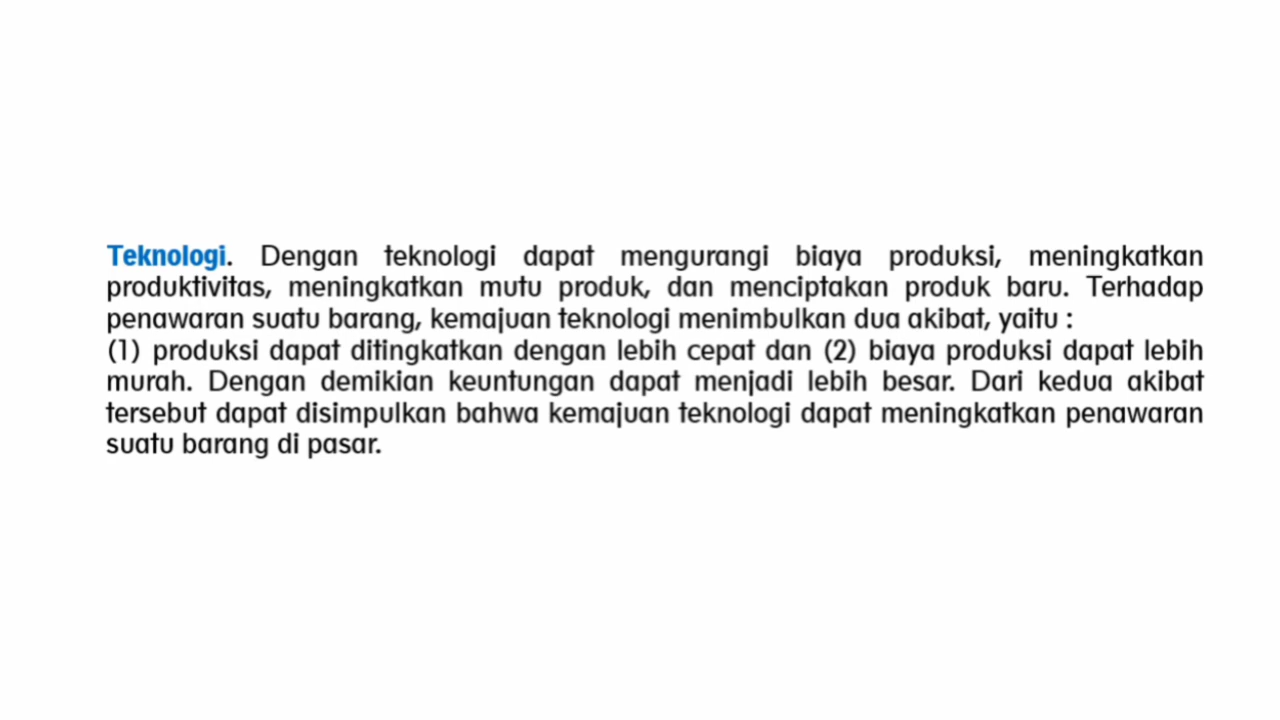 Teknologi. Dengan teknologi dapat mengurangi biaya produksi, meningkatkan
produktivitas, meningkatkan mutu produk, dan menciptakan produk baru. Terhadap
penawaran suatu barang, kemajuan teknologi menimbulkan dua akibat, yaitu :
(1) produksi dapat ditingkatkan dengan lebih cepat dan (2) biaya produksi dapat lebih
murah. Dengan demikian keuntungan dapat menjadi lebih besar. Dari kedua akibat
tersebut dapat disimpulkan bahwa kemajuan teknologi dapat meningkatkan penawaran
suatu barang di pasar.